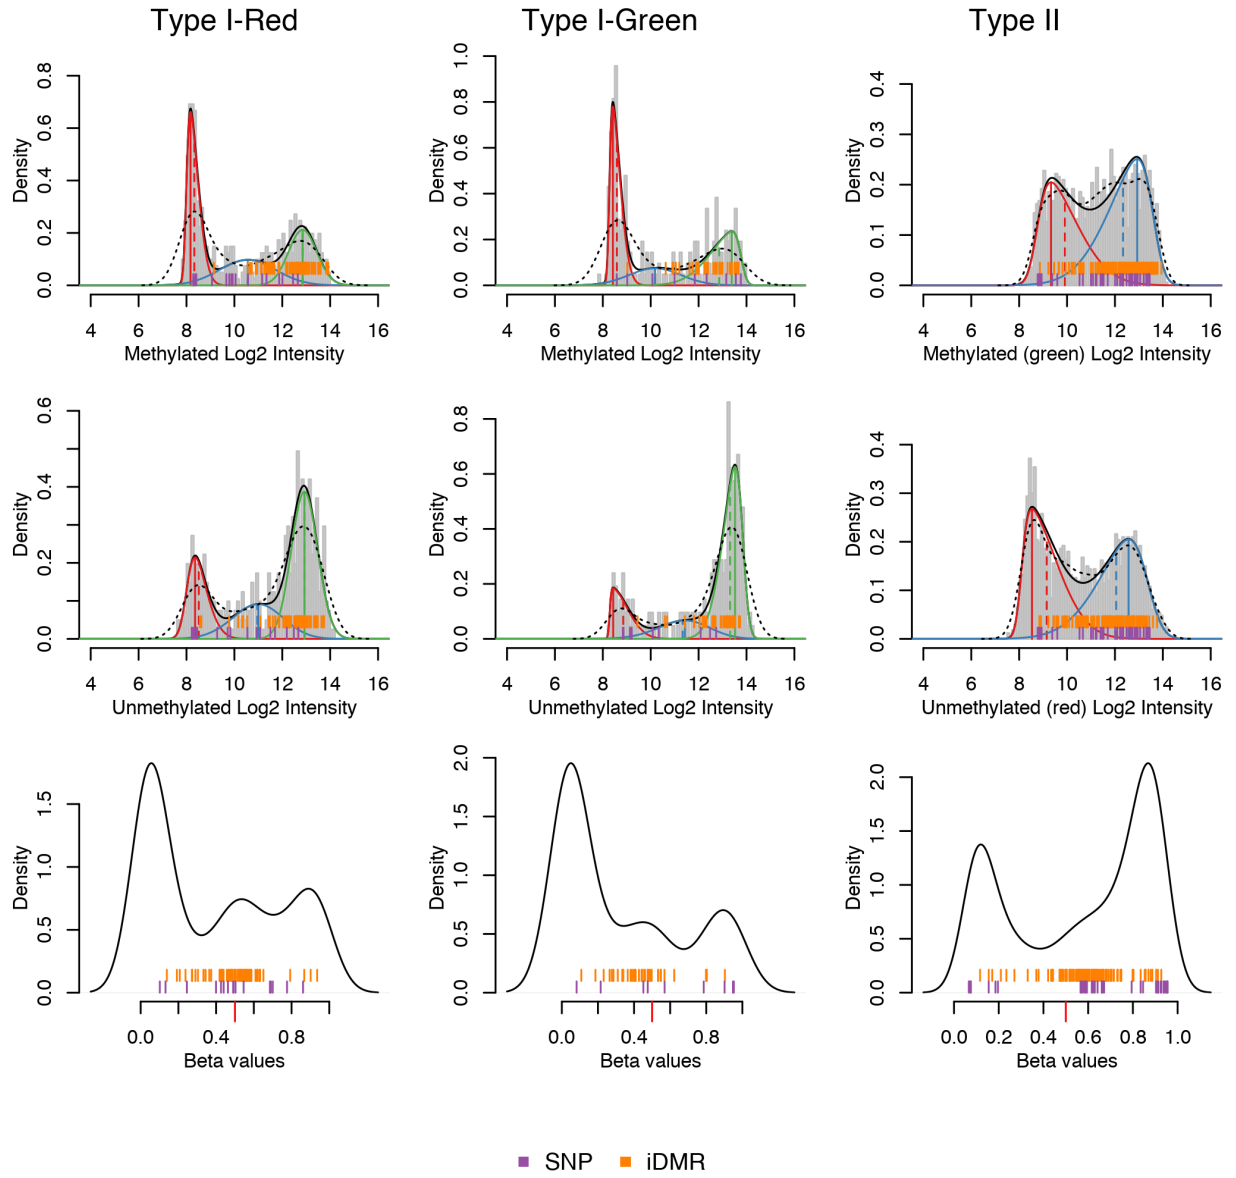 Type I-Red
Type I-Green
Type II
Density
0.0 0.2 0.4 0.6 0.8
4 6 8 10 12 14 16
Methylated Log2 Intensity
Density
0.0 0.2 0.4 0.6 0.8 1.0
4 6 8 10 12 14 16
Methylated Log2 Intensity
Density
0.0 0.1 0.2 0.3 0.4
4 6 8 10 12 14 16
Methylated (green) Log2 Intensity
Density
0.0 0.2 0.4 0.6
4 6 8 10 12 14 16
Unmethylated Log2 Intensity
Density
0.0 0.2 0.4 0.6 0.8
4 6 8 10 12 14 16
Unmethylated Log2 Intensity
Density
0.0 0.1 0.2 0.3 0.4
4 6 8 10 12 14 16
Unmethylated (red) Log2 Intensity
Density
0.0 0.5 1.0 1.5
0.0 0.4 0.8
Beta values
Density
0.0 0.5 1.0 1.5 2.0
0.0 0.4 0.8
Beta values
Density
0.0 0.5 1.0 1.5 2.0
0.0 0.2 0.4 0.6 0.8 1.0
Beta values
SNP
iDMR